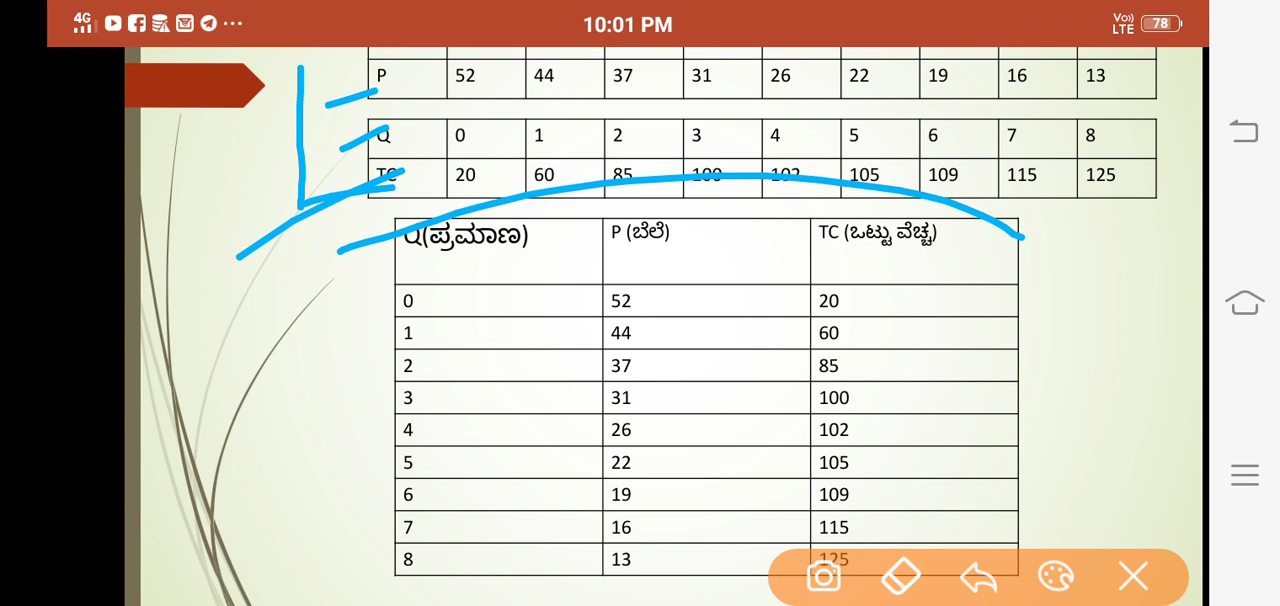 4G 10:01 PM Vo)) LTE 78
P 52 44 37 31 26 22 19 16 13
Q 0 1 2 3 4 5 6 7 8
TC 20 60 85 100 102 105 109 115 125
Q(ಪ್ರಮಾಣ) P (ಬೆಲೆ) TC (ಒಟ್ಟು ವೆಚ್ಚ)
0 52 20
1 44 60
2 37 85
3 31 100
4 26 102
5 22 105
6 19 109
7 16 115
8 13 125